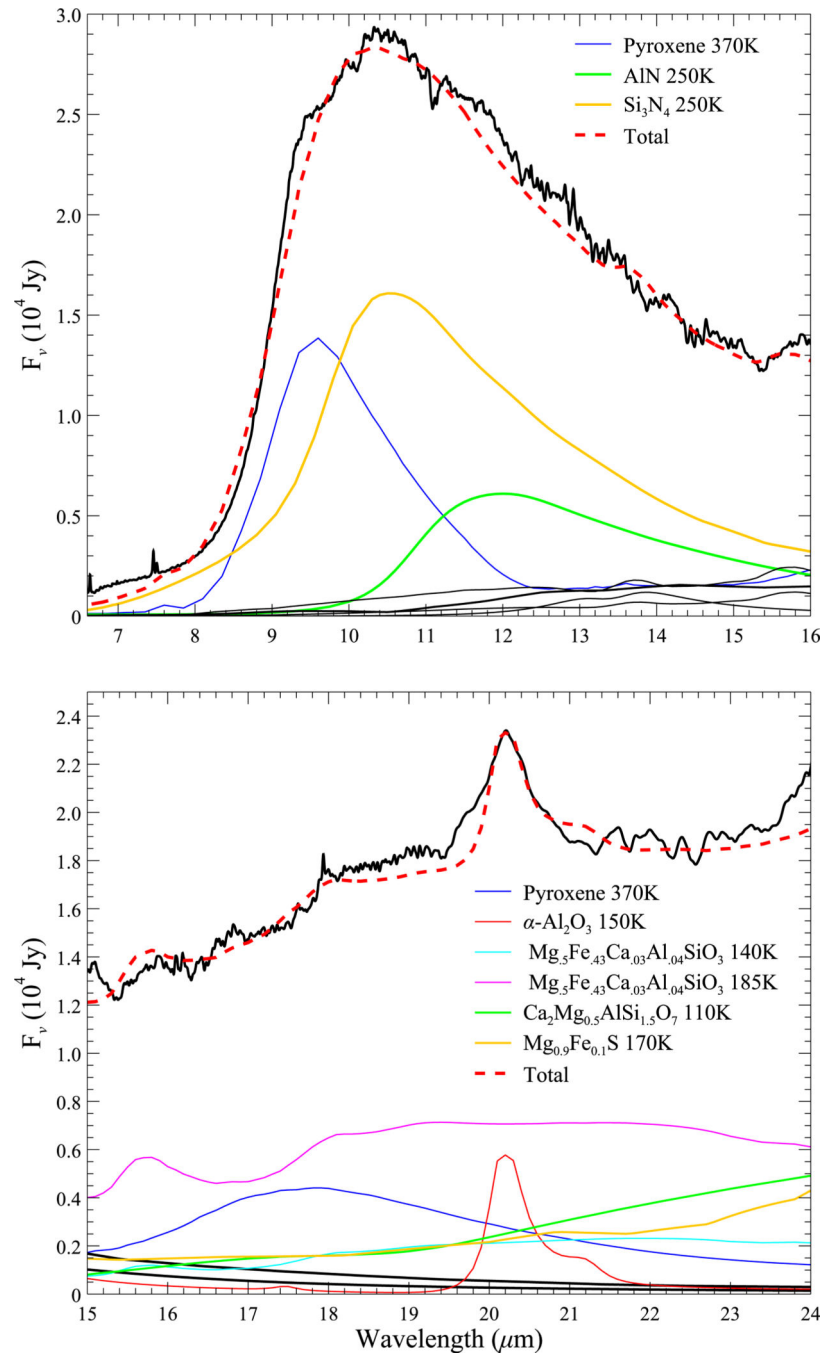 3.0
2.5
2.0
1.5
1.0
0.5
0
F𝜈 (10⁴ Jy)
Pyroxene 370K
AlN 250K
Si₃N₄ 250K
Total
7 8 9 10 11 12 13 14 15 16
2.4
2.2
2.0
1.8
1.6
1.4
1.2
1.0
0.8
0.6
0.4
0.2
0
F𝜈 (10⁴ Jy)
Pyroxene 370K
α-Al₂O₃ 150K
Mg.₅Fe.₄₃Ca.₀₃Al.₀₄SiO₃ 140K
Mg.₅Fe.₄₃Ca.₀₃Al.₀₄SiO₃ 185K
Ca₂Mg₀.₅AlSi₁.₅O₇ 110K
Mg₀.₉Fe₀.₁S 170K
Total
15 16 17 18 19 20 21 22 23 24
Wavelength (μm)